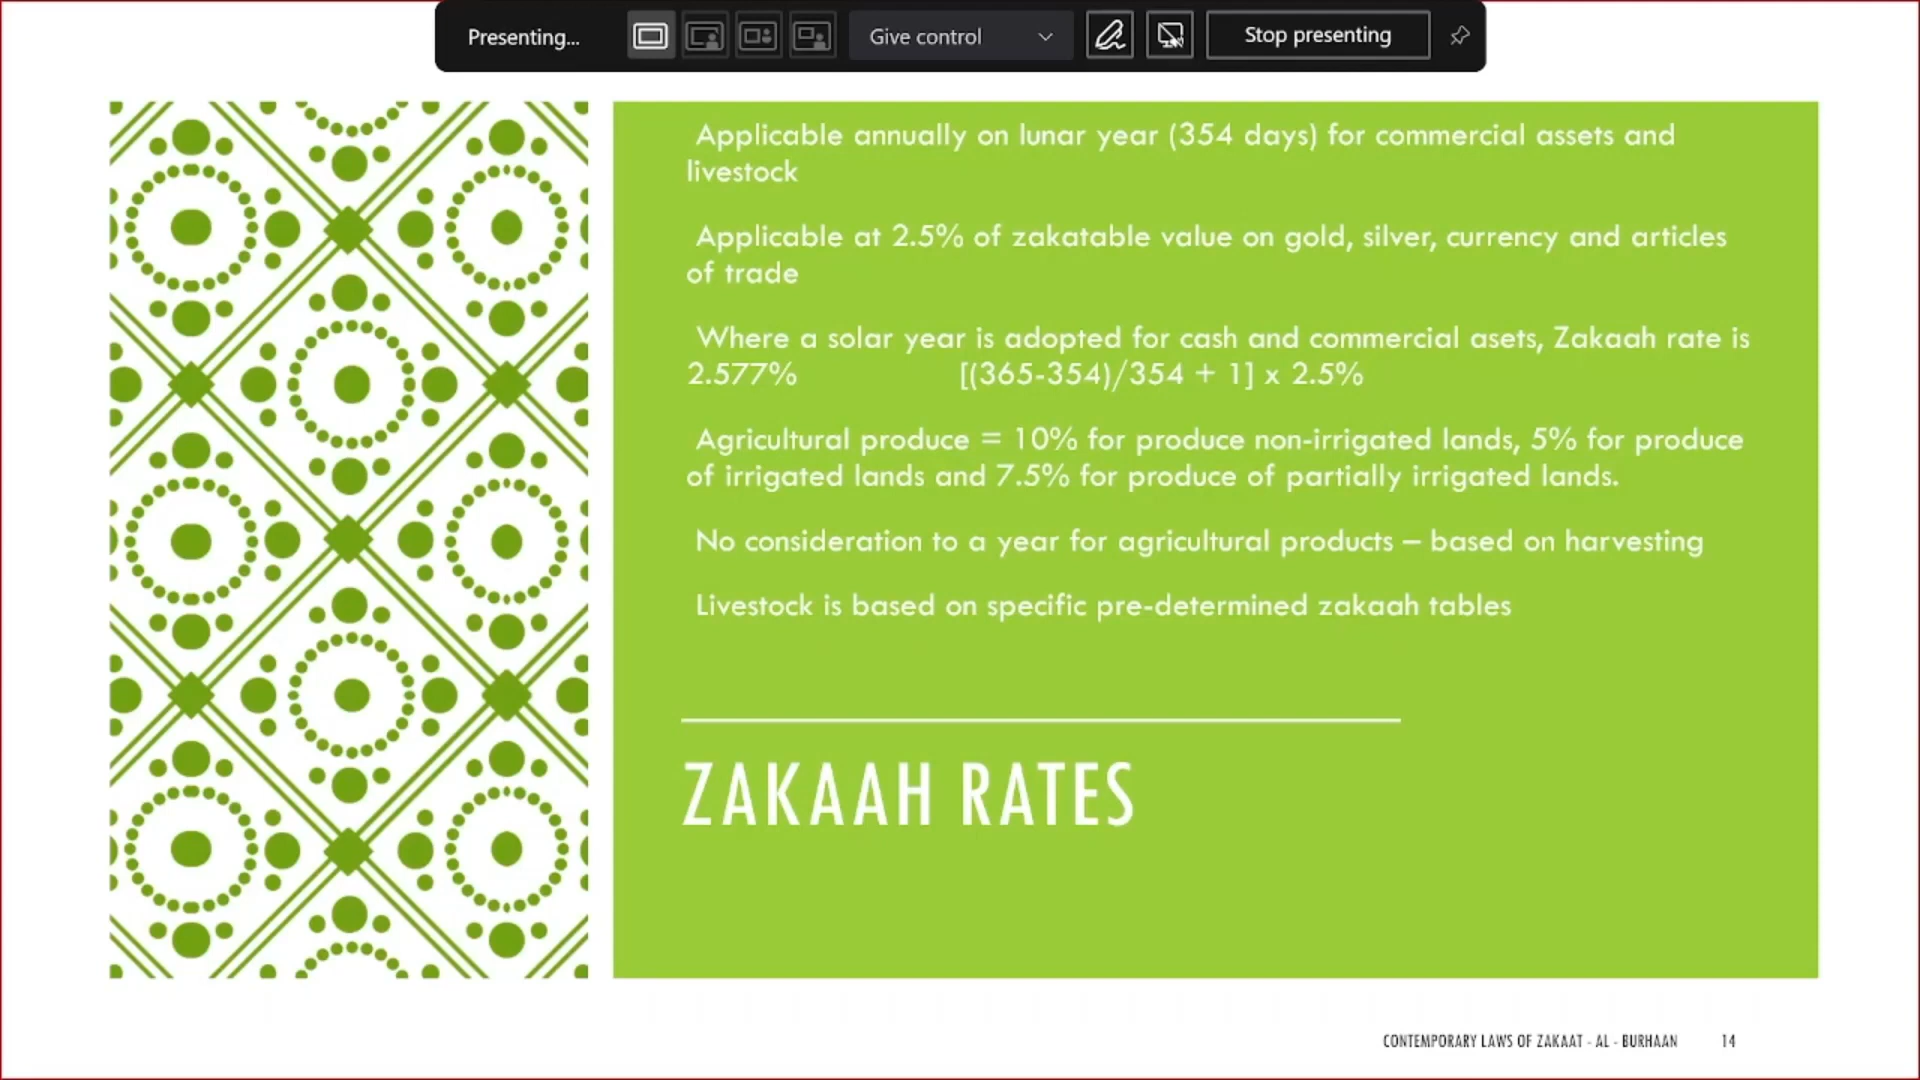 Presenting...
Give control
Stop presenting
Applicable annually on lunar year (354 days) for commercial assets and
livestock
Applicable at 2.5% of zakatable value on gold, silver, currency and articles
of trade
Where a solar year is adopted for cash and commercial asets, Zakaah rate is
2.577% [(365-354)/354 + 1] x 2.5%
Agricultural produce = 10% for produce non-irrigated lands, 5% for produce
of irrigated lands and 7.5% for produce of partially irrigated lands.
No consideration to a year for agricultural products – based on harvesting
Livestock is based on specific pre-determined zakaah tables
ZAKAAH RATES
CONTEMPORARY LAWS OF ZAKAAT - AL - BURHAAN 14